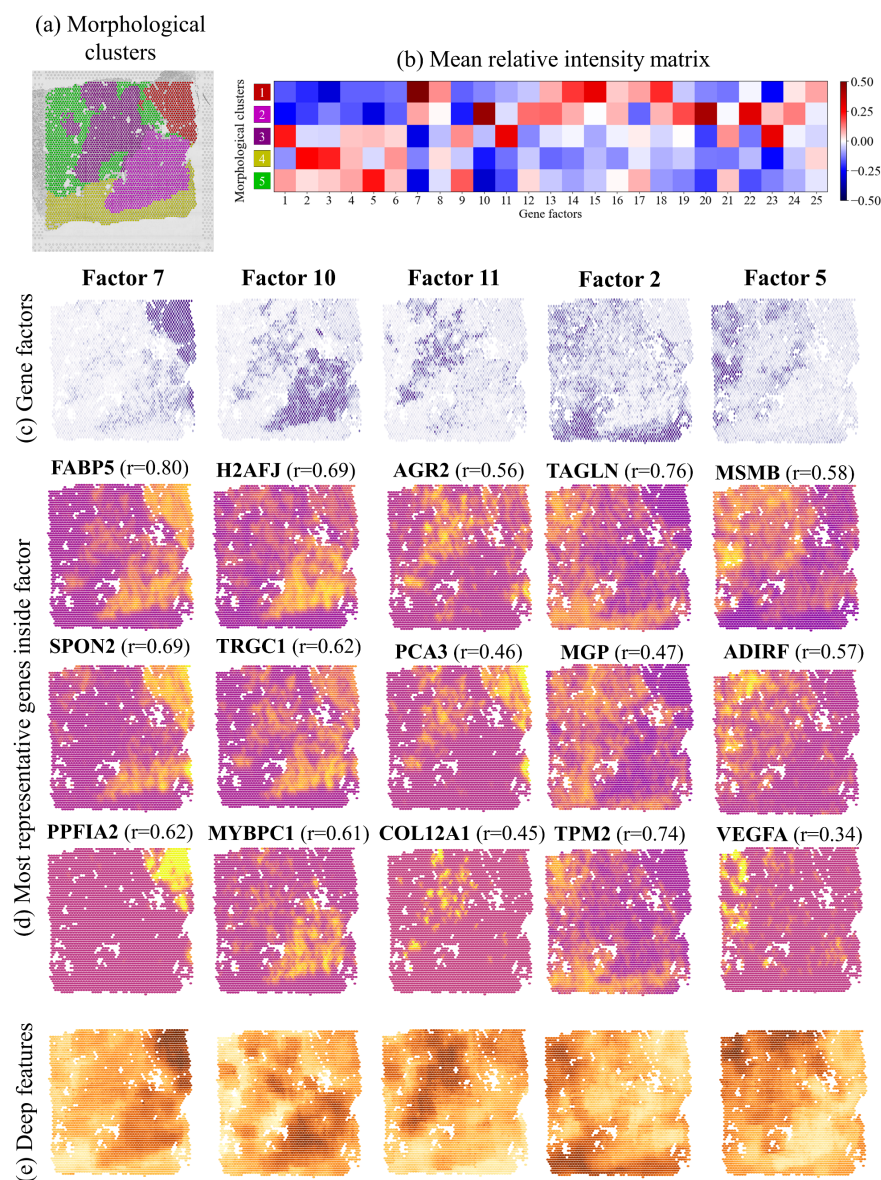 (a) Morphological
clusters
(b) Mean relative intensity matrix
Morphological clusters
1
2
3
4
5
1 2 3 4 5 6 7 8 9 10 11 12 13 14 15 16 17 18 19 20 21 22 23 24 25
Gene factors
0.50
0.25
0.00
−0.25
−0.50
(c) Gene factors
Factor 7 Factor 10 Factor 11 Factor 2 Factor 5
(d) Most representative genes inside factor
FABP5 (r=0.80) H2AFJ (r=0.69) AGR2 (r=0.56) TAGLN (r=0.76) MSMB (r=0.58)
SPON2 (r=0.69) TRGC1 (r=0.62) PCA3 (r=0.46) MGP (r=0.47) ADIRF (r=0.57)
PPFIA2 (r=0.62) MYBPC1 (r=0.61) COL12A1 (r=0.45) TPM2 (r=0.74) VEGFA (r=0.34)
(e) Deep features